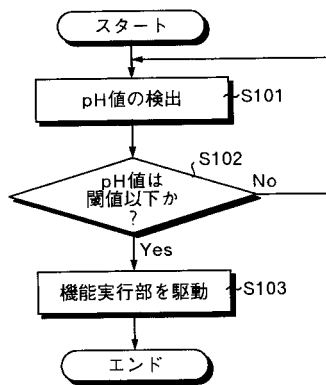 スタート
pH値の検出
S101
S102
pH値は
閾値以下か
?
No
Yes
機能実行部を駆動
S103
エンド